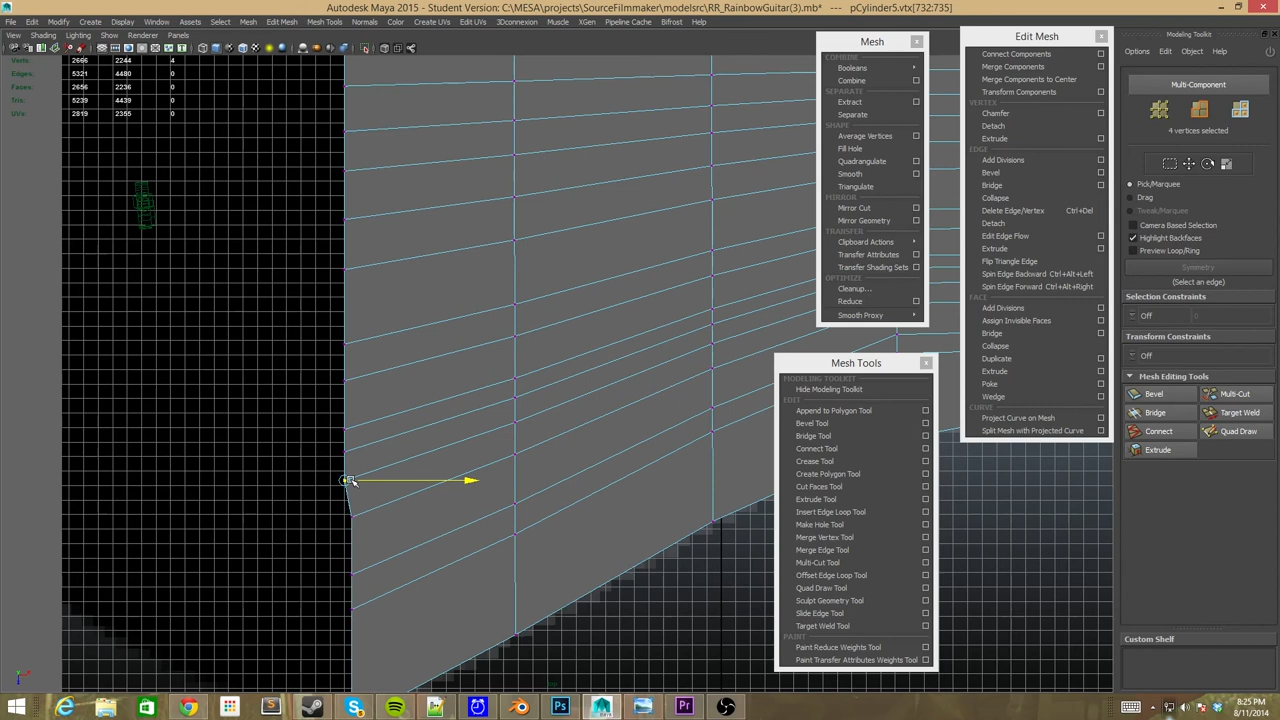 Autodesk Maya 2015 - Student Version: C:\MESA\projects\SourceFilmmaker\modelsrc\RR_RainbowGuitar(3).mb* --- pCylinder5.vtx[732:735]
File Edit Modify Create Display Window Assets Select Mesh Edit Mesh Mesh Tools Normals Color Create UVs Edit UVs 3Dconnexion Muscle XGen Pipeline Cache Bifrost Help
View Shading Lighting Show Renderer Panels
Verts: 2666 2244 4
Edges: 5321 4480 0
Faces: 2656 2236 0
Tris: 5239 4439 0
UVs: 2819 2355 0
Mesh
COMBINE
Booleans
Combine
SEPARATE
Extract
Separate
SHAPE
Average Vertices
Fill Hole
Quadrangulate
Smooth
Triangulate
MIRROR
Mirror Cut
Mirror Geometry
TRANSFER
Clipboard Actions
Transfer Attributes
Transfer Shading Sets
OPTIMIZE
Cleanup...
Reduce
Smooth Proxy
Mesh Tools
MODELING TOOLKIT
Hide Modeling Toolkit
EDIT
Append to Polygon Tool
Bevel Tool
Bridge Tool
Connect Tool
Crease Tool
Create Polygon Tool
Cut Faces Tool
Extrude Tool
Insert Edge Loop Tool
Make Hole Tool
Merge Vertex Tool
Merge Edge Tool
Multi-Cut Tool
Offset Edge Loop Tool
Quad Draw Tool
Sculpt Geometry Tool
Slide Edge Tool
Target Weld Tool
PAINT
Paint Reduce Weights Tool
Paint Transfer Attributes Weights Tool
Edit Mesh
Connect Components
Merge Components
Merge Components to Center
Transform Components
VERTEX
Chamfer
Detach
Extrude
EDGE
Add Divisions
Bevel
Bridge
Collapse
Delete Edge/Vertex Ctrl+Del
Detach
Edit Edge Flow
Extrude
Flip Triangle Edge
Spin Edge Backward Ctrl+Alt+Left
Spin Edge Forward Ctrl+Alt+Right
FACE
Add Divisions
Assign Invisible Faces
Bridge
Collapse
Duplicate
Extrude
Poke
Wedge
CURVE
Project Curve on Mesh
Split Mesh with Projected Curve
Modeling Toolkit
Options Edit Object Help
Multi-Component
4 vertices selected
Pick/Marquee
Drag
Tweak/Marquee
Camera Based Selection
Highlight Backfaces
Preview Loop/Ring
Symmetry
(Select an edge)
Selection Constraints
Off 0
Transform Constraints
Off
Mesh Editing Tools
Bevel Multi-Cut
Bridge Target Weld
Connect Quad Draw
Extrude
Custom Shelf
8:25 PM
8/11/2014